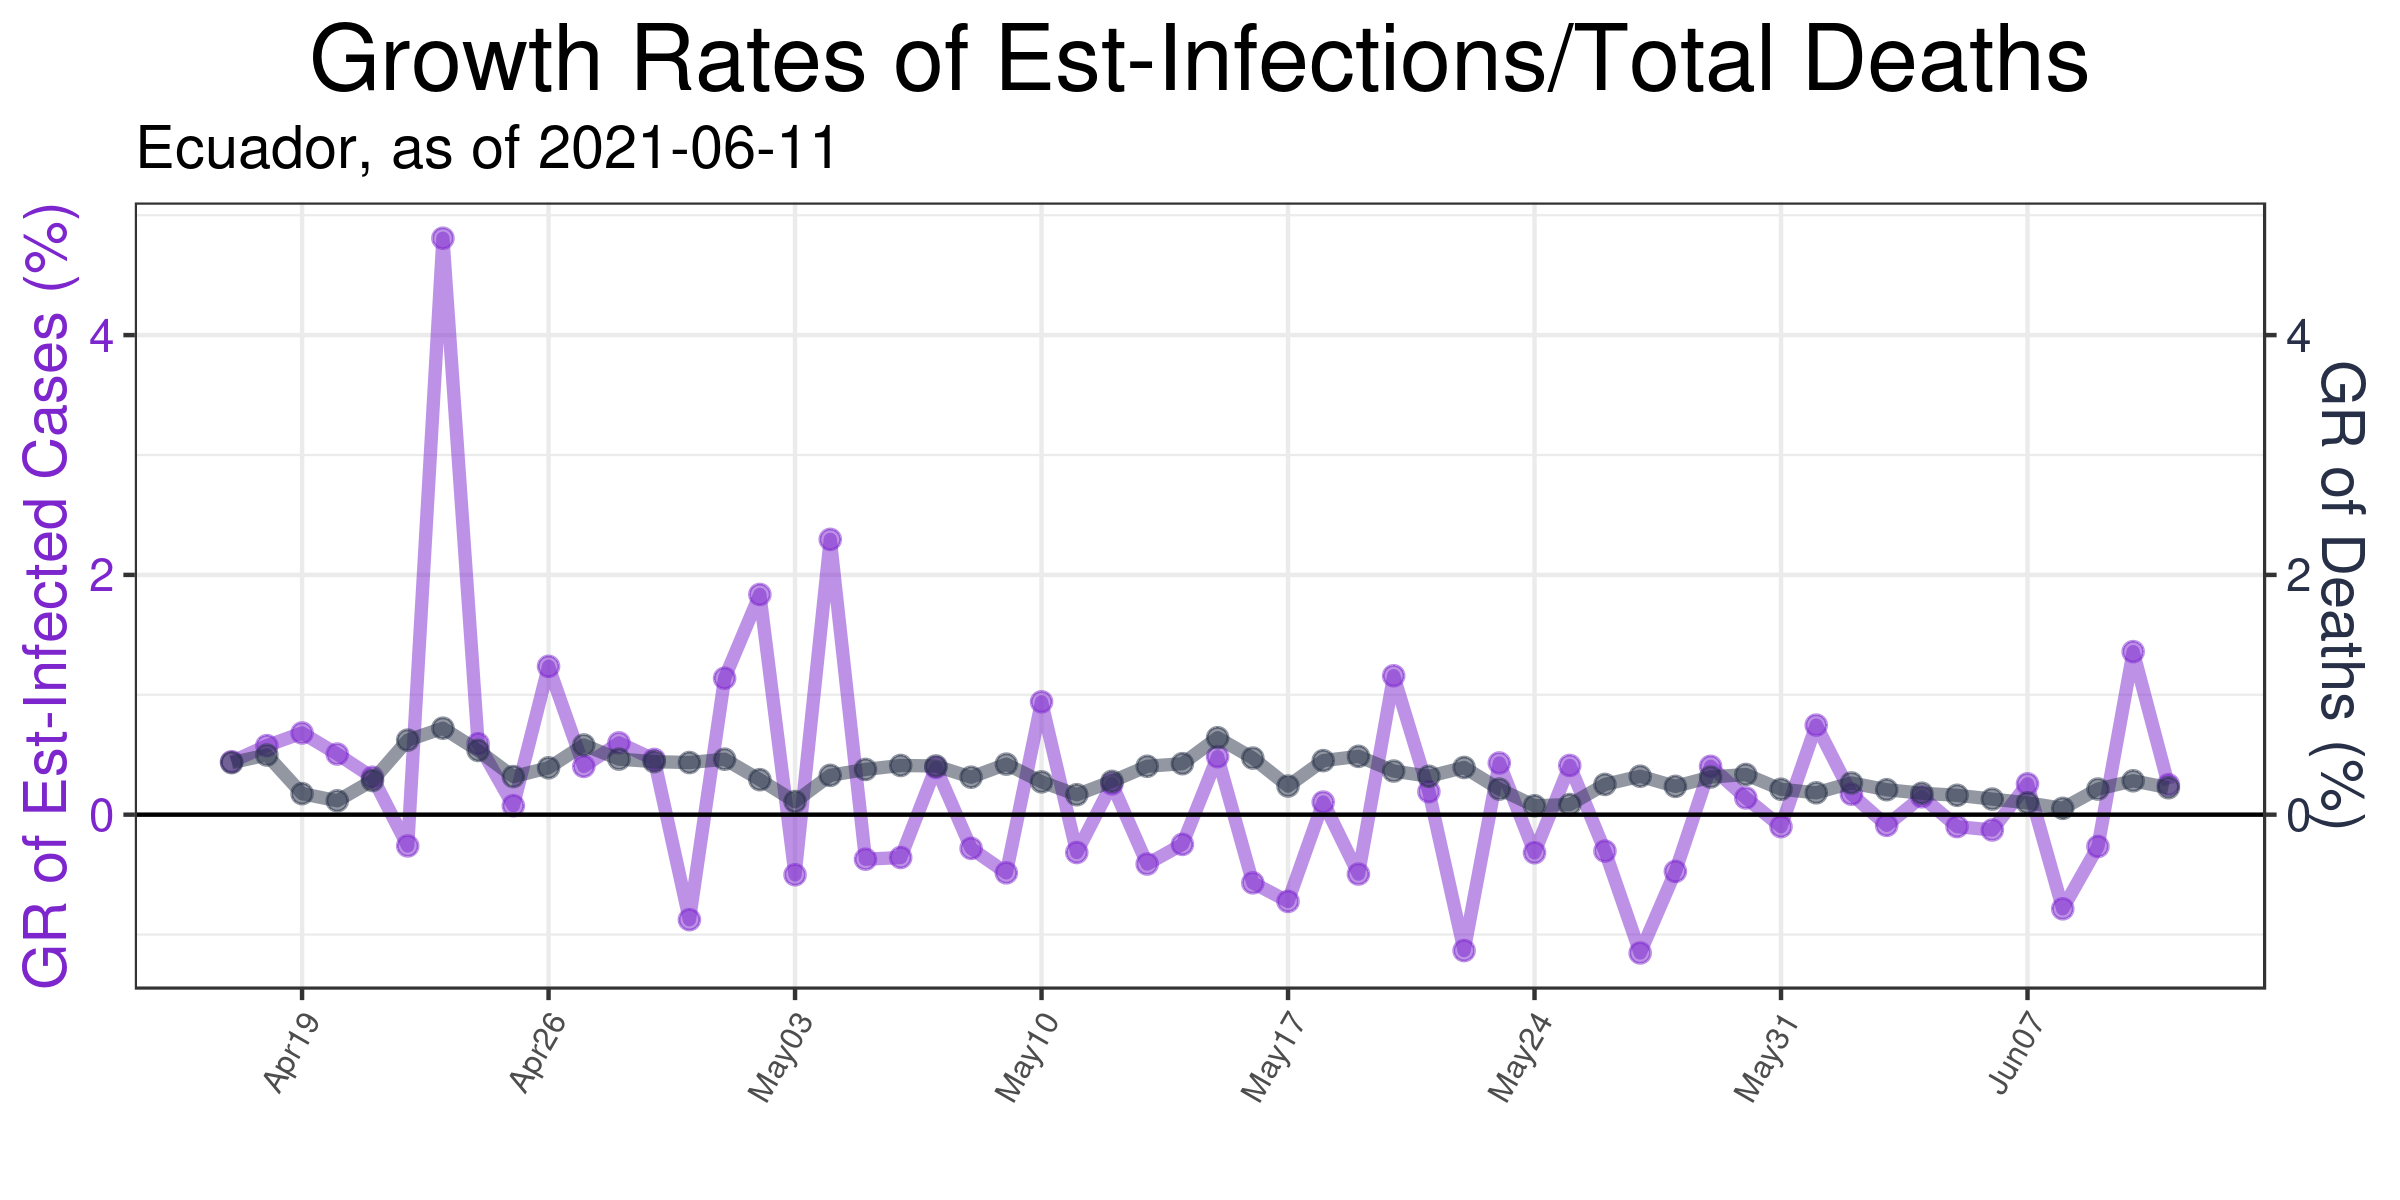 Growth Rates of Est-Infections/Total Deaths
Ecuador, as of 2021-06-11
GR of Est-Infected Cases (%)
4
2
0
4
2
0
GR of Deaths (%)
Apr19
Apr26
May03
May10
May17
May24
May31
Jun07